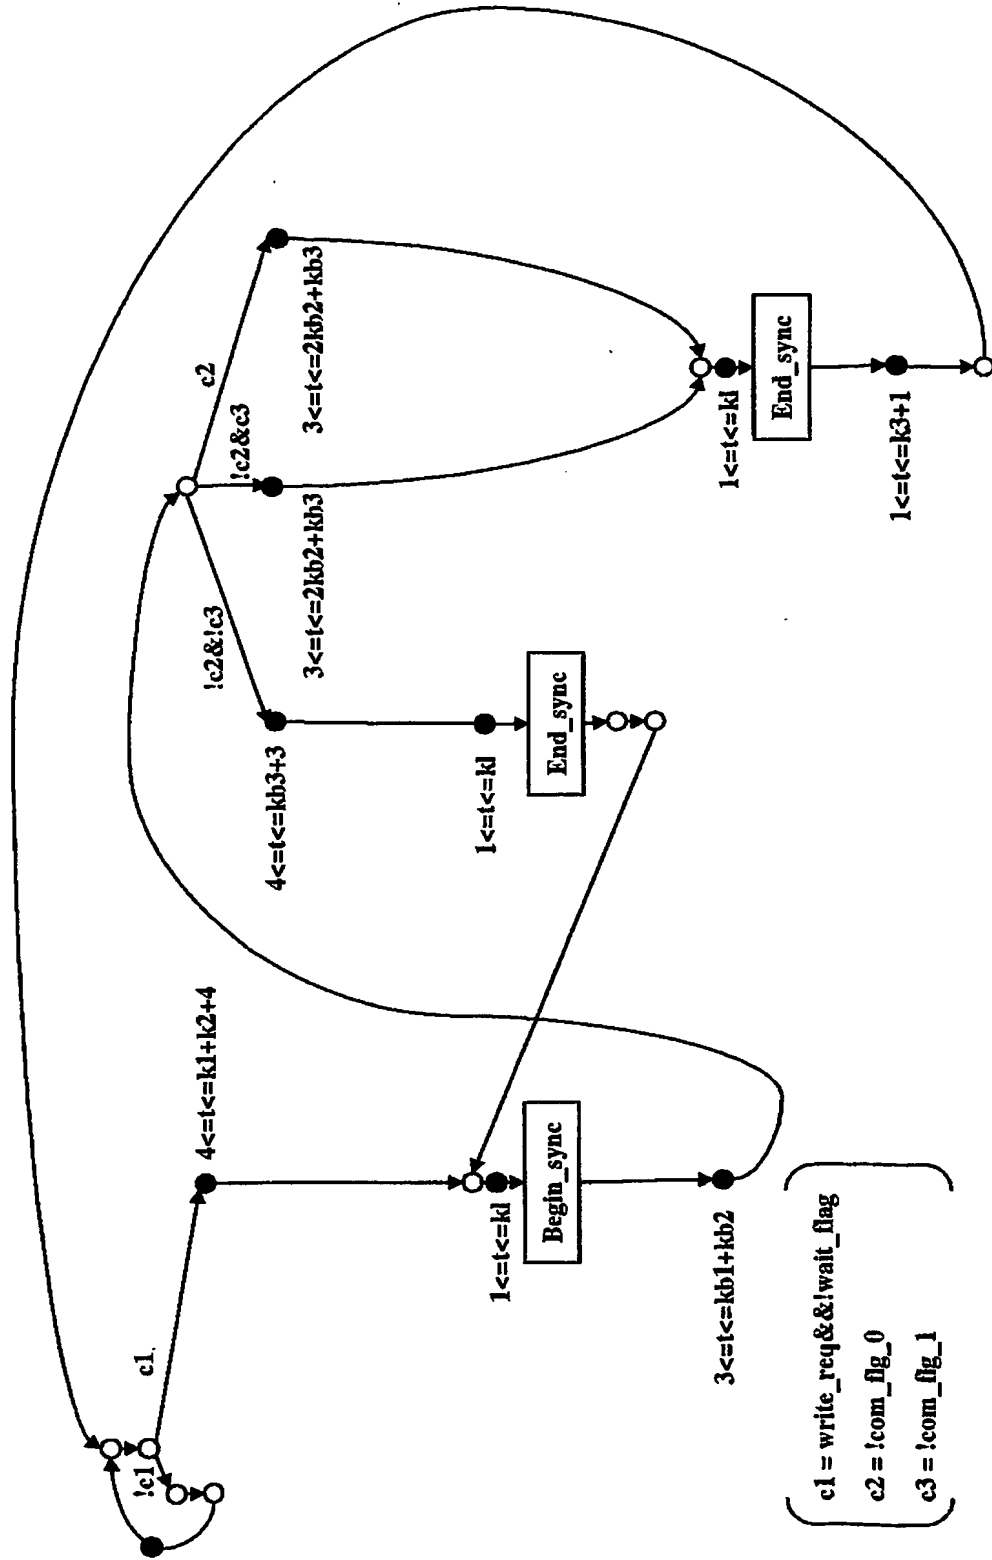 !c1
c1
4<=t<=k1+k2+4
1<=t<=kl
Begin_sync
3<=t<=kb1+kb2
!c2&!c3
!c2&c3
c2
4<=t<=kb3+3
1<=t<=kl
End_sync
3<=t<=2kb2+kb3
3<=t<=2kb2+kb3
1<=t<=kl
End_sync
1<=t<=k3+1
c1 = write_req&&!wait_flag
c2 = !com_flg_0
c3 = !com_flg_1